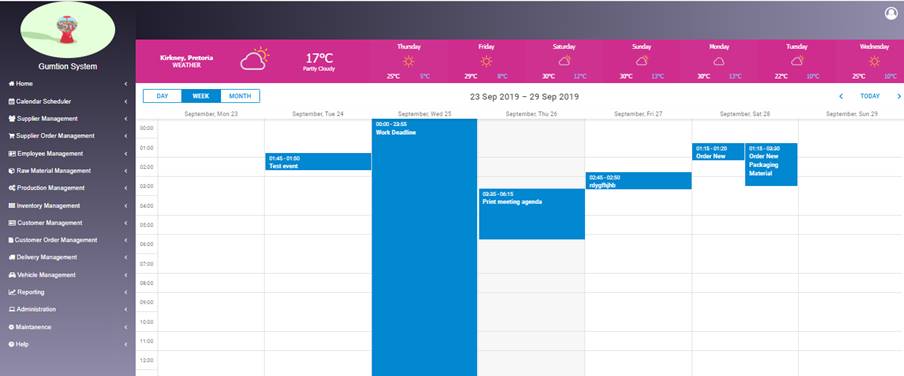 Gumtion System
Home
Calendar Scheduler
Supplier Management
Supplier Order Management
Employee Management
Raw Material Management
Production Management
Inventory Management
Customer Management
Customer Order Management
Delivery Management
Vehicle Management
Reporting
Administration
Maintanence
Help
Kirkney, Pretoria
WEATHER
17°C
Partly Cloudy
Thursday Friday Saturday Sunday Monday Tuesday Wednesday
25°C 5°C 29°C 8°C 30°C 12°C 30°C 13°C 30°C 13°C 22°C 10°C 25°C 10°C
DAY WEEK MONTH
23 Sep 2019 – 29 Sep 2019
TODAY
September, Mon 23 September, Tue 24 September, Wed 25 September, Thu 26 September, Fri 27 September, Sat 28 September, Sun 29
00:00
01:00
02:00
03:00
04:00
05:00
06:00
07:00
08:00
09:00
10:00
11:00
12:00
01:45 - 01:50
Test event
00:00 - 23:55
Work Deadline
03:35 - 06:15
Print meeting agenda
02:45 - 02:50
rdygfhjhb
01:15 - 01:20
Order New
01:15 - 03:30
Order New
Packaging
Material